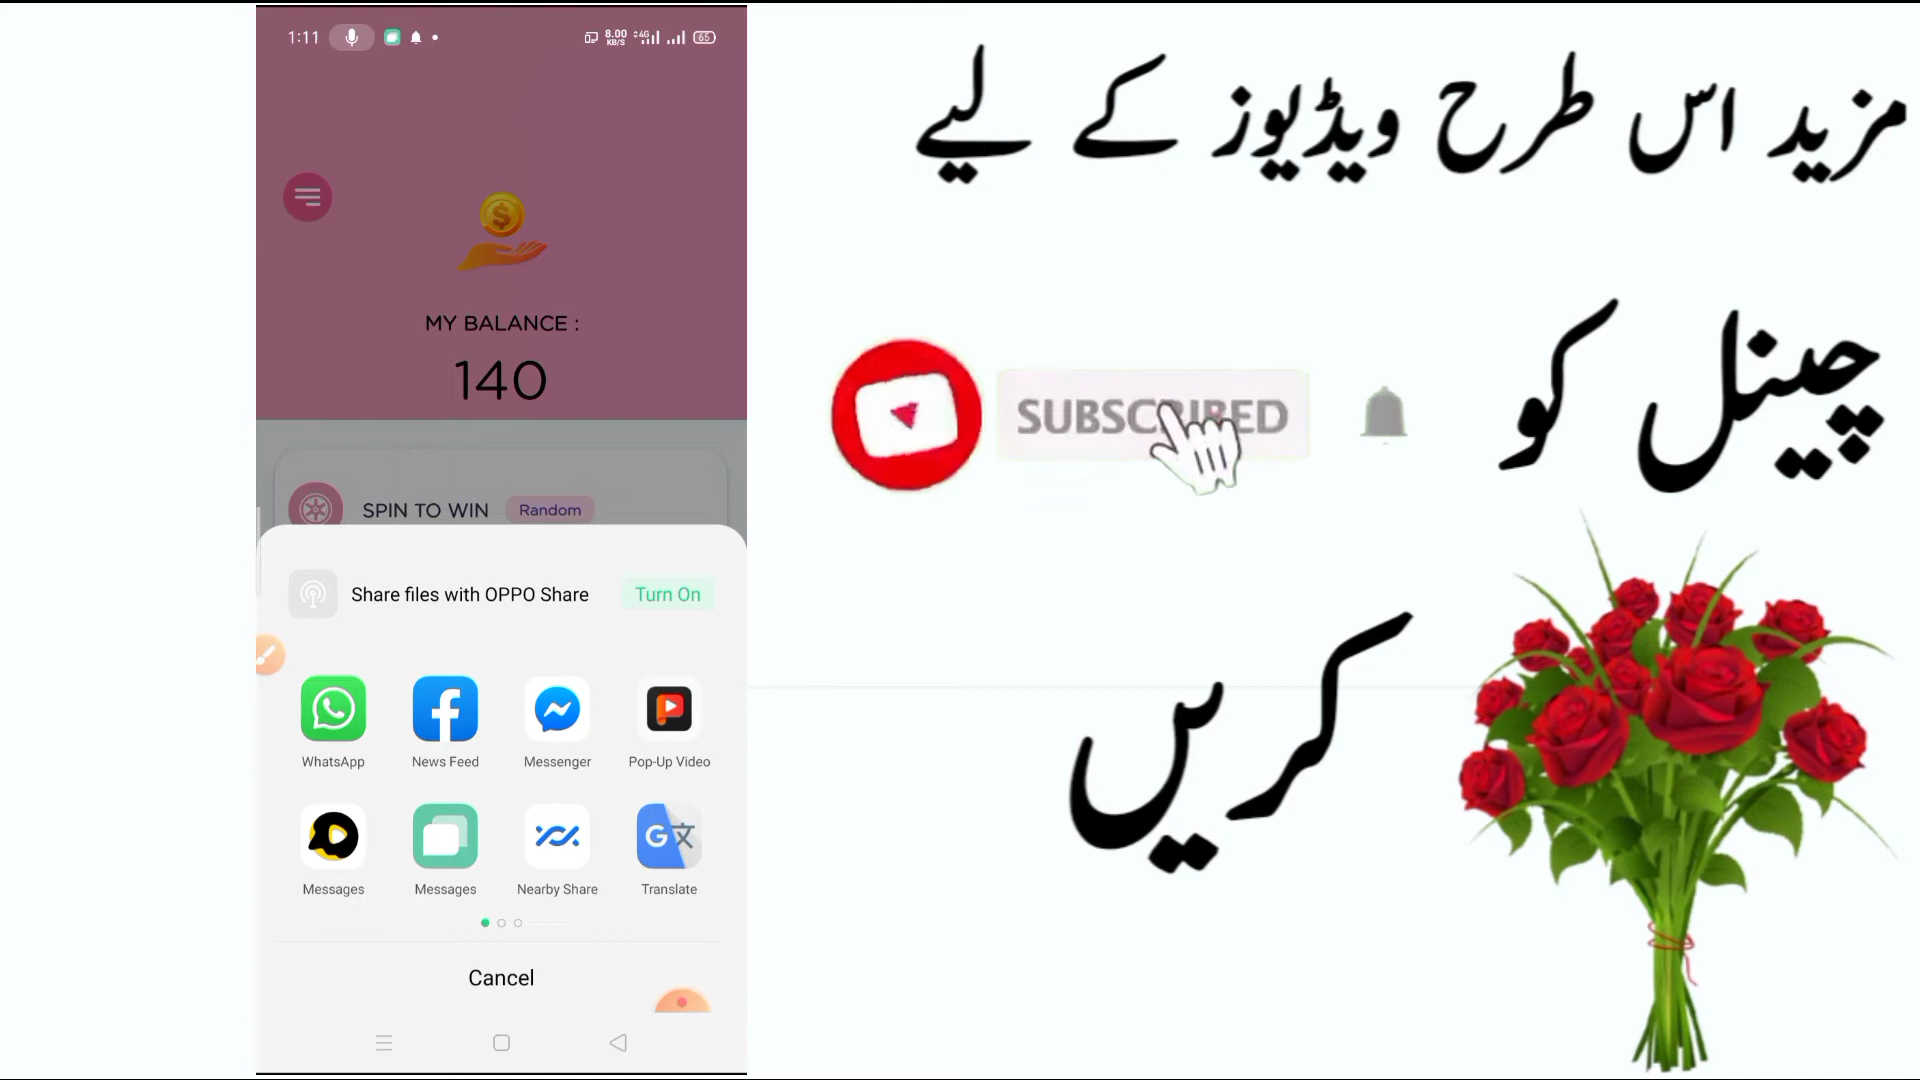 1:11
8.00 KB/S 4G 65
MY BALANCE :
140
SPIN TO WIN Random
Share files with OPPO Share Turn On
WhatsApp News Feed Messenger Pop-Up Video
Messages Messages Nearby Share Translate
Cancel
مزید اس طرح ویڈیوز کے لیے
چینل کو SUBSCRIBED
کریں